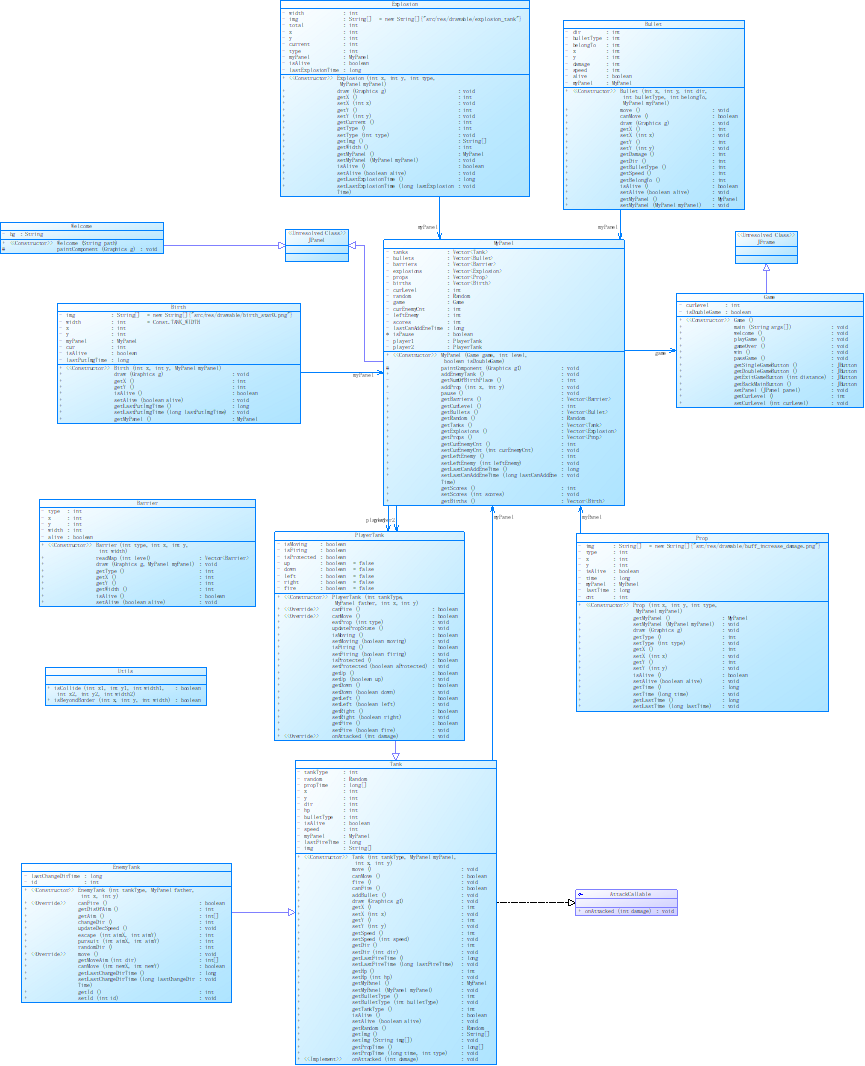 Explosion
- width : int
- img : String[] = new String[]{"src/res/drawable/explosion_tank"}
- total : int
- x : int
- y : int
- current : int
- type : int
- myPanel : MyPanel
- isAlive : boolean
- lastExplosionTime : long
+ <<Constructor>> Explosion (int x, int y, int type,
MyPanel myPanel)
+ draw (Graphics g) : void
+ getX () : int
+ setX (int x) : void
+ getY () : int
+ setY (int y) : void
+ getCurrent () : int
+ getType () : int
+ setType (int type) : void
+ getImg () : String[]
+ getWidth () : int
+ getMyPanel () : MyPanel
+ setMyPanel (MyPanel myPanel) : void
+ isAlive () : boolean
+ setAlive (boolean alive) : void
+ getLastExplosionTime () : long
+ setLastExplosionTime (long lastExplosion : void
Time)
Bullet
- dir : int
- bulletType : int
- belongTo : int
- x : int
- y : int
- damage : int
- speed : int
- alive : boolean
- myPanel : MyPanel
+ <<Constructor>> Bullet (int x, int y, int dir,
int bulletType, int belongTo,
MyPanel myPanel)
+ move () : void
+ canMove () : boolean
+ draw (Graphics g) : void
+ getX () : int
+ setX (int x) : void
+ getY () : int
+ setY (int y) : void
+ getDamage () : int
+ getDir () : int
+ getBulletType () : int
+ getSpeed () : int
+ getBelongTo () : int
+ isAlive () : boolean
+ setAlive (boolean alive) : void
+ getMyPanel () : MyPanel
+ setMyPanel (MyPanel myPanel) : void
myPanel
myPanel
Welcome
- bg : String
+ <<Constructor>> Welcome (String path)
# paintComponent (Graphics g) : void
<<Unresolved Class>>
JPanel
<<Unresolved Class>>
JFrame
MyPanel
- tanks : Vector<Tank>
- bullets : Vector<Bullet>
- barriers : Vector<Barrier>
- explosions : Vector<Explosion>
- props : Vector<Prop>
- births : Vector<Birth>
- curLevel : int
- random : Random
- game : Game
- curEnemyCnt : int
- leftEnemy : int
- scores : int
- lastCanAddEneTime : long
+ isPause : boolean
- player1 : PlayerTank
- player2 : PlayerTank
+ <<Constructor>> MyPanel (Game game, int level,
boolean isDoubleGame)
# paintComponent (Graphics g) : void
+ addEnemyTank () : void
+ getNumOfBirthPlace () : int
+ addProp (int x, int y) : void
+ pause () : void
+ getBarriers () : Vector<Barrier>
+ getCurLevel () : int
+ getBullets () : Vector<Bullet>
+ getRandom () : Random
+ getTanks () : Vector<Tank>
+ getExplosions () : Vector<Explosion>
+ getProps () : Vector<Prop>
+ getCurEnemyCnt () : int
+ setCurEnemyCnt (int curEnemyCnt) : void
+ getLeftEnemy () : int
+ setLeftEnemy (int leftEnemy) : void
+ getLastCanAddEneTime () : long
+ setLastCanAddEneTime (long lastCanAddEne : void
Time)
+ getScores () : int
+ setScores (int scores) : void
+ getBirths () : Vector<Birth>
game
Game
- curLevel : int
- isDoubleGame : boolean
+ <<Constructor>> Game ()
+ main (String args[]) : void
+ welcome () : void
+ playGame () : void
+ gameOver () : void
+ win () : void
+ passGame () : void
+ getSingleGameButton () : JButton
+ getDoubleGameButton () : JButton
+ getExitGameButton (int distance) : JButton
+ getBackMainButton () : JButton
+ setPanel (JPanel panel) : void
+ getCurLevel () : int
+ setCurLevel (int curLevel) : void
Birth
- img : String[] = new String[]{"src/res/drawable/birth_star0.png"}
- width : int = Const.TANK_WIDTH
- x : int
- y : int
- myPanel : MyPanel
- cur : int
- isAlive : boolean
- lastPutImgTime : long
+ <<Constructor>> Birth (int x, int y, MyPanel myPanel)
+ draw (Graphics g) : void
+ getX () : int
+ getY () : int
+ isAlive () : boolean
+ setAlive (boolean alive) : void
+ getLastPutImgTime () : long
+ setLastPutImgTime (long lastPutImgTime) : void
+ getMyPanel () : MyPanel
myPanel
Barrier
- type : int
- x : int
- y : int
- width : int
- alive : boolean
+ <<Constructor>> Barrier (int type, int x, int y,
int width)
+ readMap (int level) : Vector<Barrier>
+ draw (Graphics g, MyPanel myPanel) : void
+ getType () : int
+ getX () : int
+ getY () : int
+ getWidth () : int
+ isAlive () : boolean
+ setAlive (boolean alive) : void
myPanel
myPanel
PlayerTank
- isMoving : boolean
- isFiring : boolean
- isProtected : boolean
- up : boolean = false
- down : boolean = false
- left : boolean = false
- right : boolean = false
- fire : boolean = false
+ <<Constructor>> PlayerTank (int tankType,
MyPanel father, int x, int y)
+ <<Override>> canFire () : boolean
+ <<Override>> canMove () : boolean
+ eatProp (int type) : void
+ updatePropState () : void
+ isMoving () : boolean
+ setMoving (boolean moving) : void
+ isFiring () : boolean
+ setFiring (boolean firing) : void
+ isProtected () : boolean
+ setProtected (boolean aProtected) : void
+ getUp () : boolean
+ setUp (boolean up) : void
+ getDown () : boolean
+ setDown (boolean down) : void
+ getLeft () : boolean
+ setLeft (boolean left) : void
+ getRight () : boolean
+ setRight (boolean right) : void
+ getFire () : boolean
+ setFire (boolean fire) : void
+ <<Override>> onAttacked (int damage) : void
Prop
- img : String[] = new String[]{"src/res/drawable/buff_increase_damage.png"}
- type : int
- x : int
- y : int
- isAlive : boolean
- time : long
- myPanel : MyPanel
- lastTime : long
- cnt : int
+ <<Constructor>> Prop (int x, int y, int type,
MyPanel myPanel)
+ getMyPanel () : MyPanel
+ setMyPanel (MyPanel myPanel) : void
+ draw (Graphics g) : void
+ getType () : int
+ setType (int type) : void
+ getX () : int
+ setX (int x) : void
+ getY () : int
+ setY (int y) : void
+ isAlive () : boolean
+ setAlive (boolean alive) : void
+ getTime () : long
+ setTime (long time) : void
+ getLastTime () : long
+ setLastTime (long lastTime) : void
Utils
+ isCollide (int x1, int y1, int width1, : boolean
int x2, int y2, int width2)
+ isBeyondBorder (int x, int y, int width) : boolean
Tank
- tankType : int
- random : Random
- propTime : long[]
- x : int
- y : int
- dir : int
- hp : int
- bulletType : int
- isAlive : boolean
- speed : int
- myPanel : MyPanel
- lastFireTime : long
- img : String[]
+ <<Constructor>> Tank (int tankType, MyPanel myPanel,
int x, int y)
+ move () : void
+ canMove () : boolean
+ fire () : void
+ canFire () : boolean
+ addBullet () : void
+ draw (Graphics g) : void
+ getX () : int
+ setX (int x) : void
+ getY () : int
+ setY (int y) : void
+ getSpeed () : int
+ setSpeed (int speed) : void
+ getDir () : int
+ setDir (int dir) : void
+ getLastFireTime () : long
+ setLastFireTime (long lastFireTime) : void
+ getHp () : int
+ setHp (int hp) : void
+ getMyPanel () : MyPanel
+ setMyPanel (MyPanel myPanel) : void
+ getBulletType () : int
+ setBulletType (int bulletType) : void
+ getTankType () : int
+ isAlive () : boolean
+ setAlive (boolean alive) : void
+ getRandom () : Random
+ getImg () : String[]
+ setImg (String img[]) : void
+ getPropTime () : long[]
+ setPropTime (long time, int type) : void
+ <<Implement>> onAttacked (int damage) : void
EnemyTank
- lastChangeDirTime : long
- id : int
+ <<Constructor>> EnemyTank (int tankType, MyPanel father,
int x, int y)
+ <<Override>> canFire () : boolean
+ getDistOfAim () : int
+ getAim () : int[]
+ changeDir () : int
+ updateDecSpeed () : void
+ escape (int aimX, int aimY) : int
+ pursuit (int aimX, int aimY) : int
+ randomDir () : int
+ <<Override>> move () : void
+ getMoveAim (int dir) : int[]
+ canMove (int newX, int newY) : boolean
+ getLastChangeDirTime () : long
+ setLastChangeDirTime (long lastChangeDir : void
Time)
+ getId () : int
+ setId (int id) : void
AttackCallable
+ onAttacked (int damage) : void